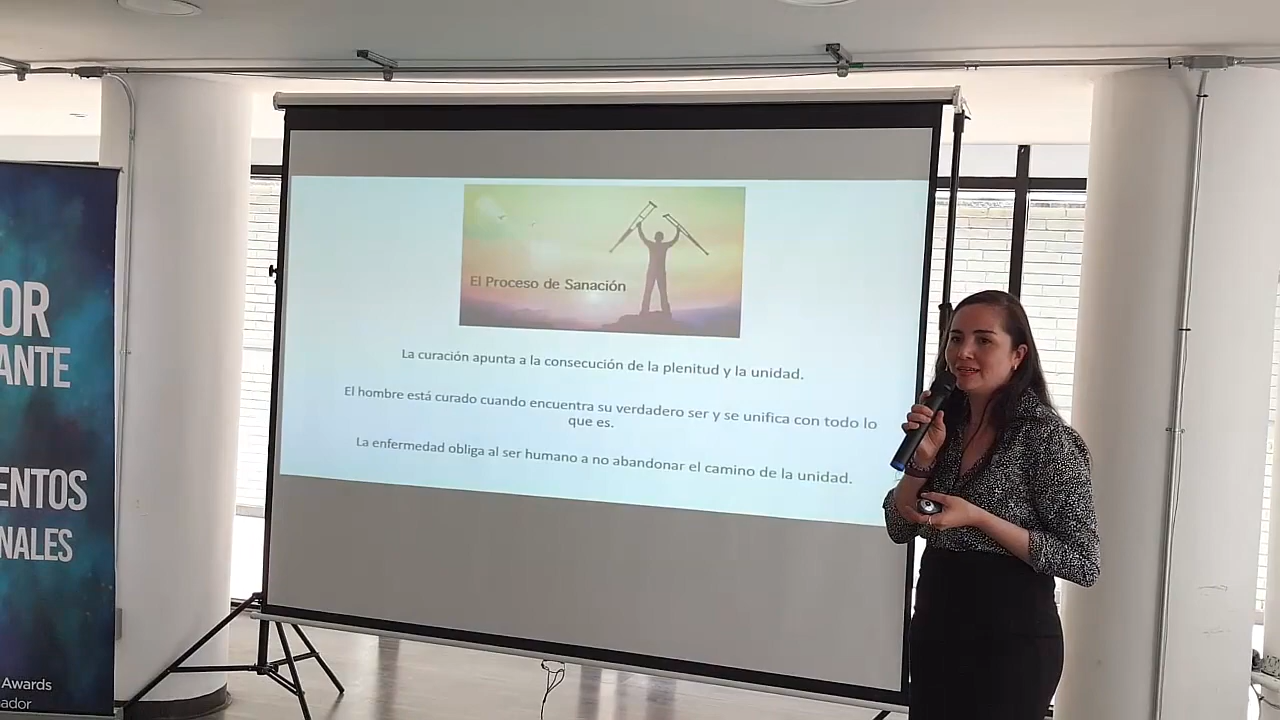 OR
ANTE
ENTOS
NALES
Awards
ador
El Proceso de Sanación
La curación apunta a la consecución de la plenitud y la unidad.
El hombre está curado cuando encuentra su verdadero ser y se unifica con todo lo
que es.
La enfermedad obliga al ser humano a no abandonar el camino de la unidad.